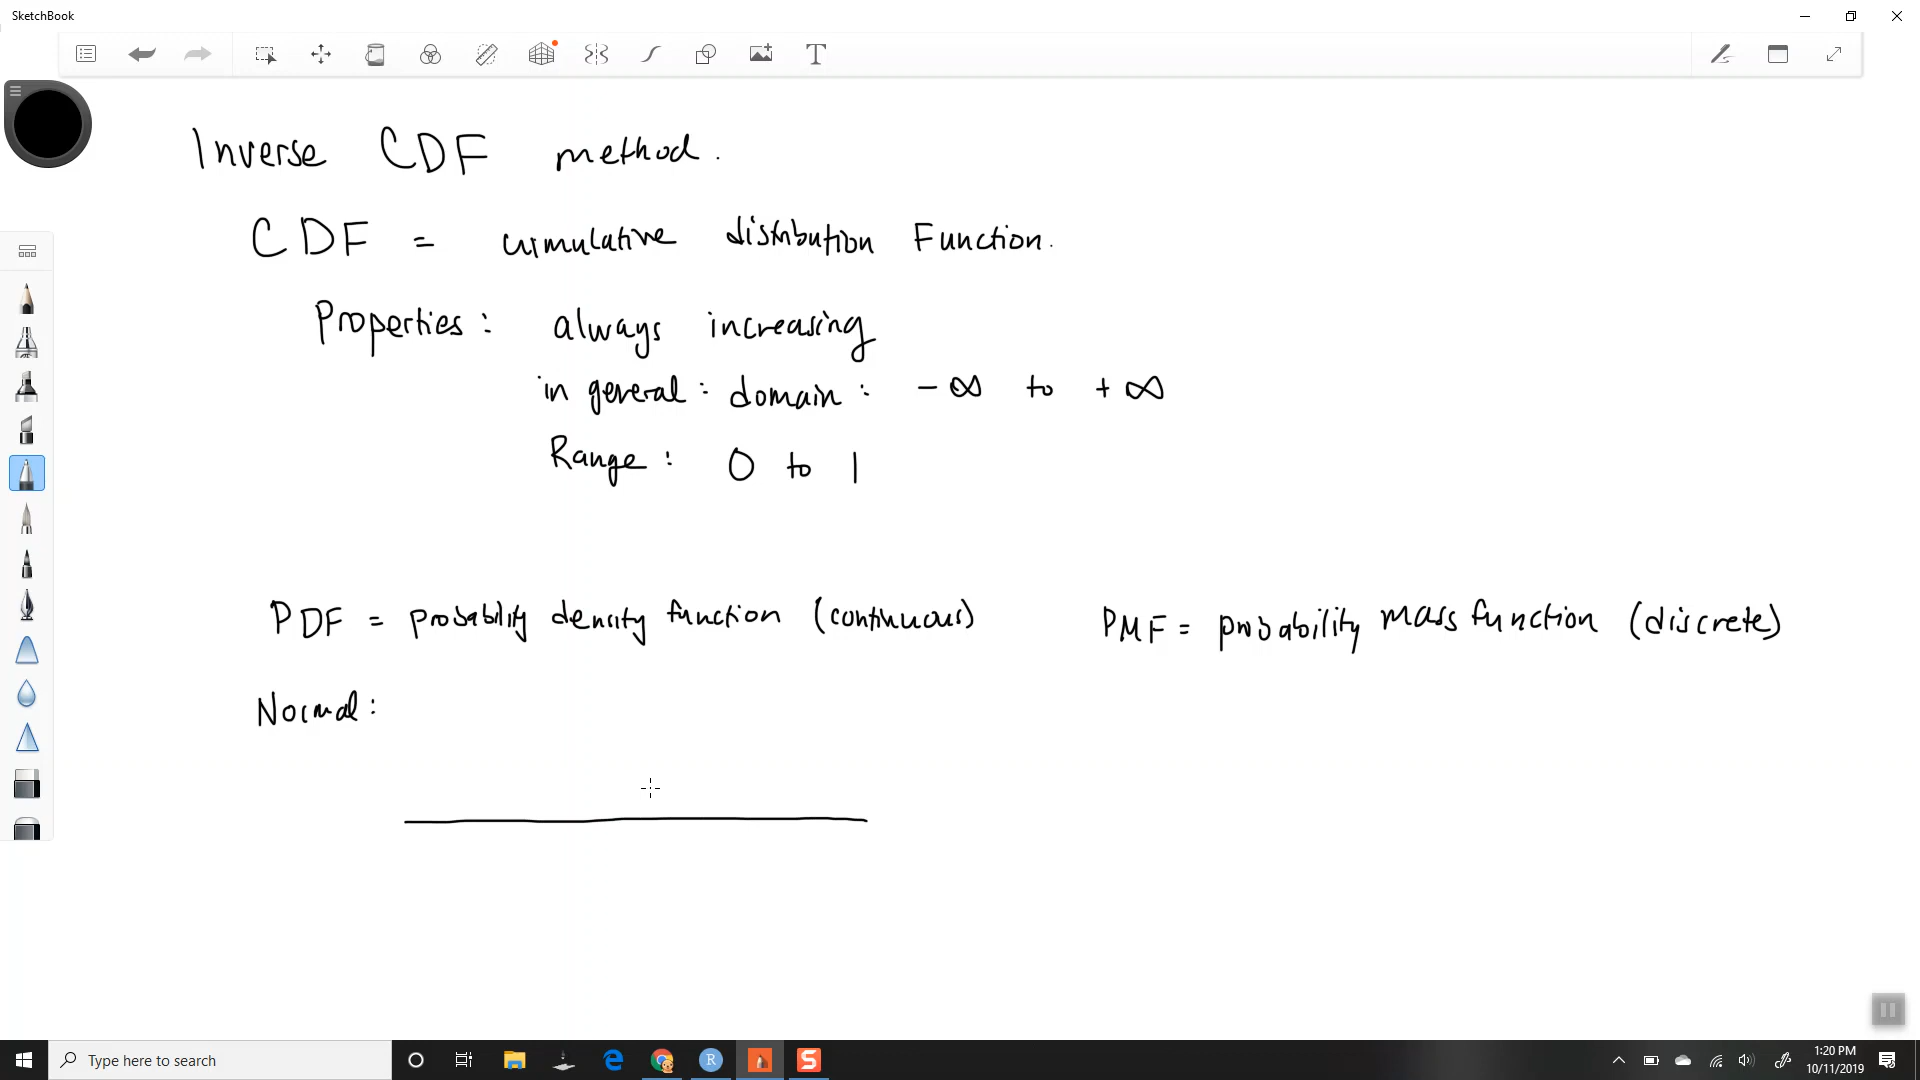 SketchBook
Inverse CDF method.
CDF = cumulative distribution Function.
Properties: always increasing
in general: domain: -∞ to +∞
Range: 0 to 1
PDF = probability density function (continuous)
PMF = probability mass function (discrete)
Normal:
Type here to search
1:20 PM
10/11/2019